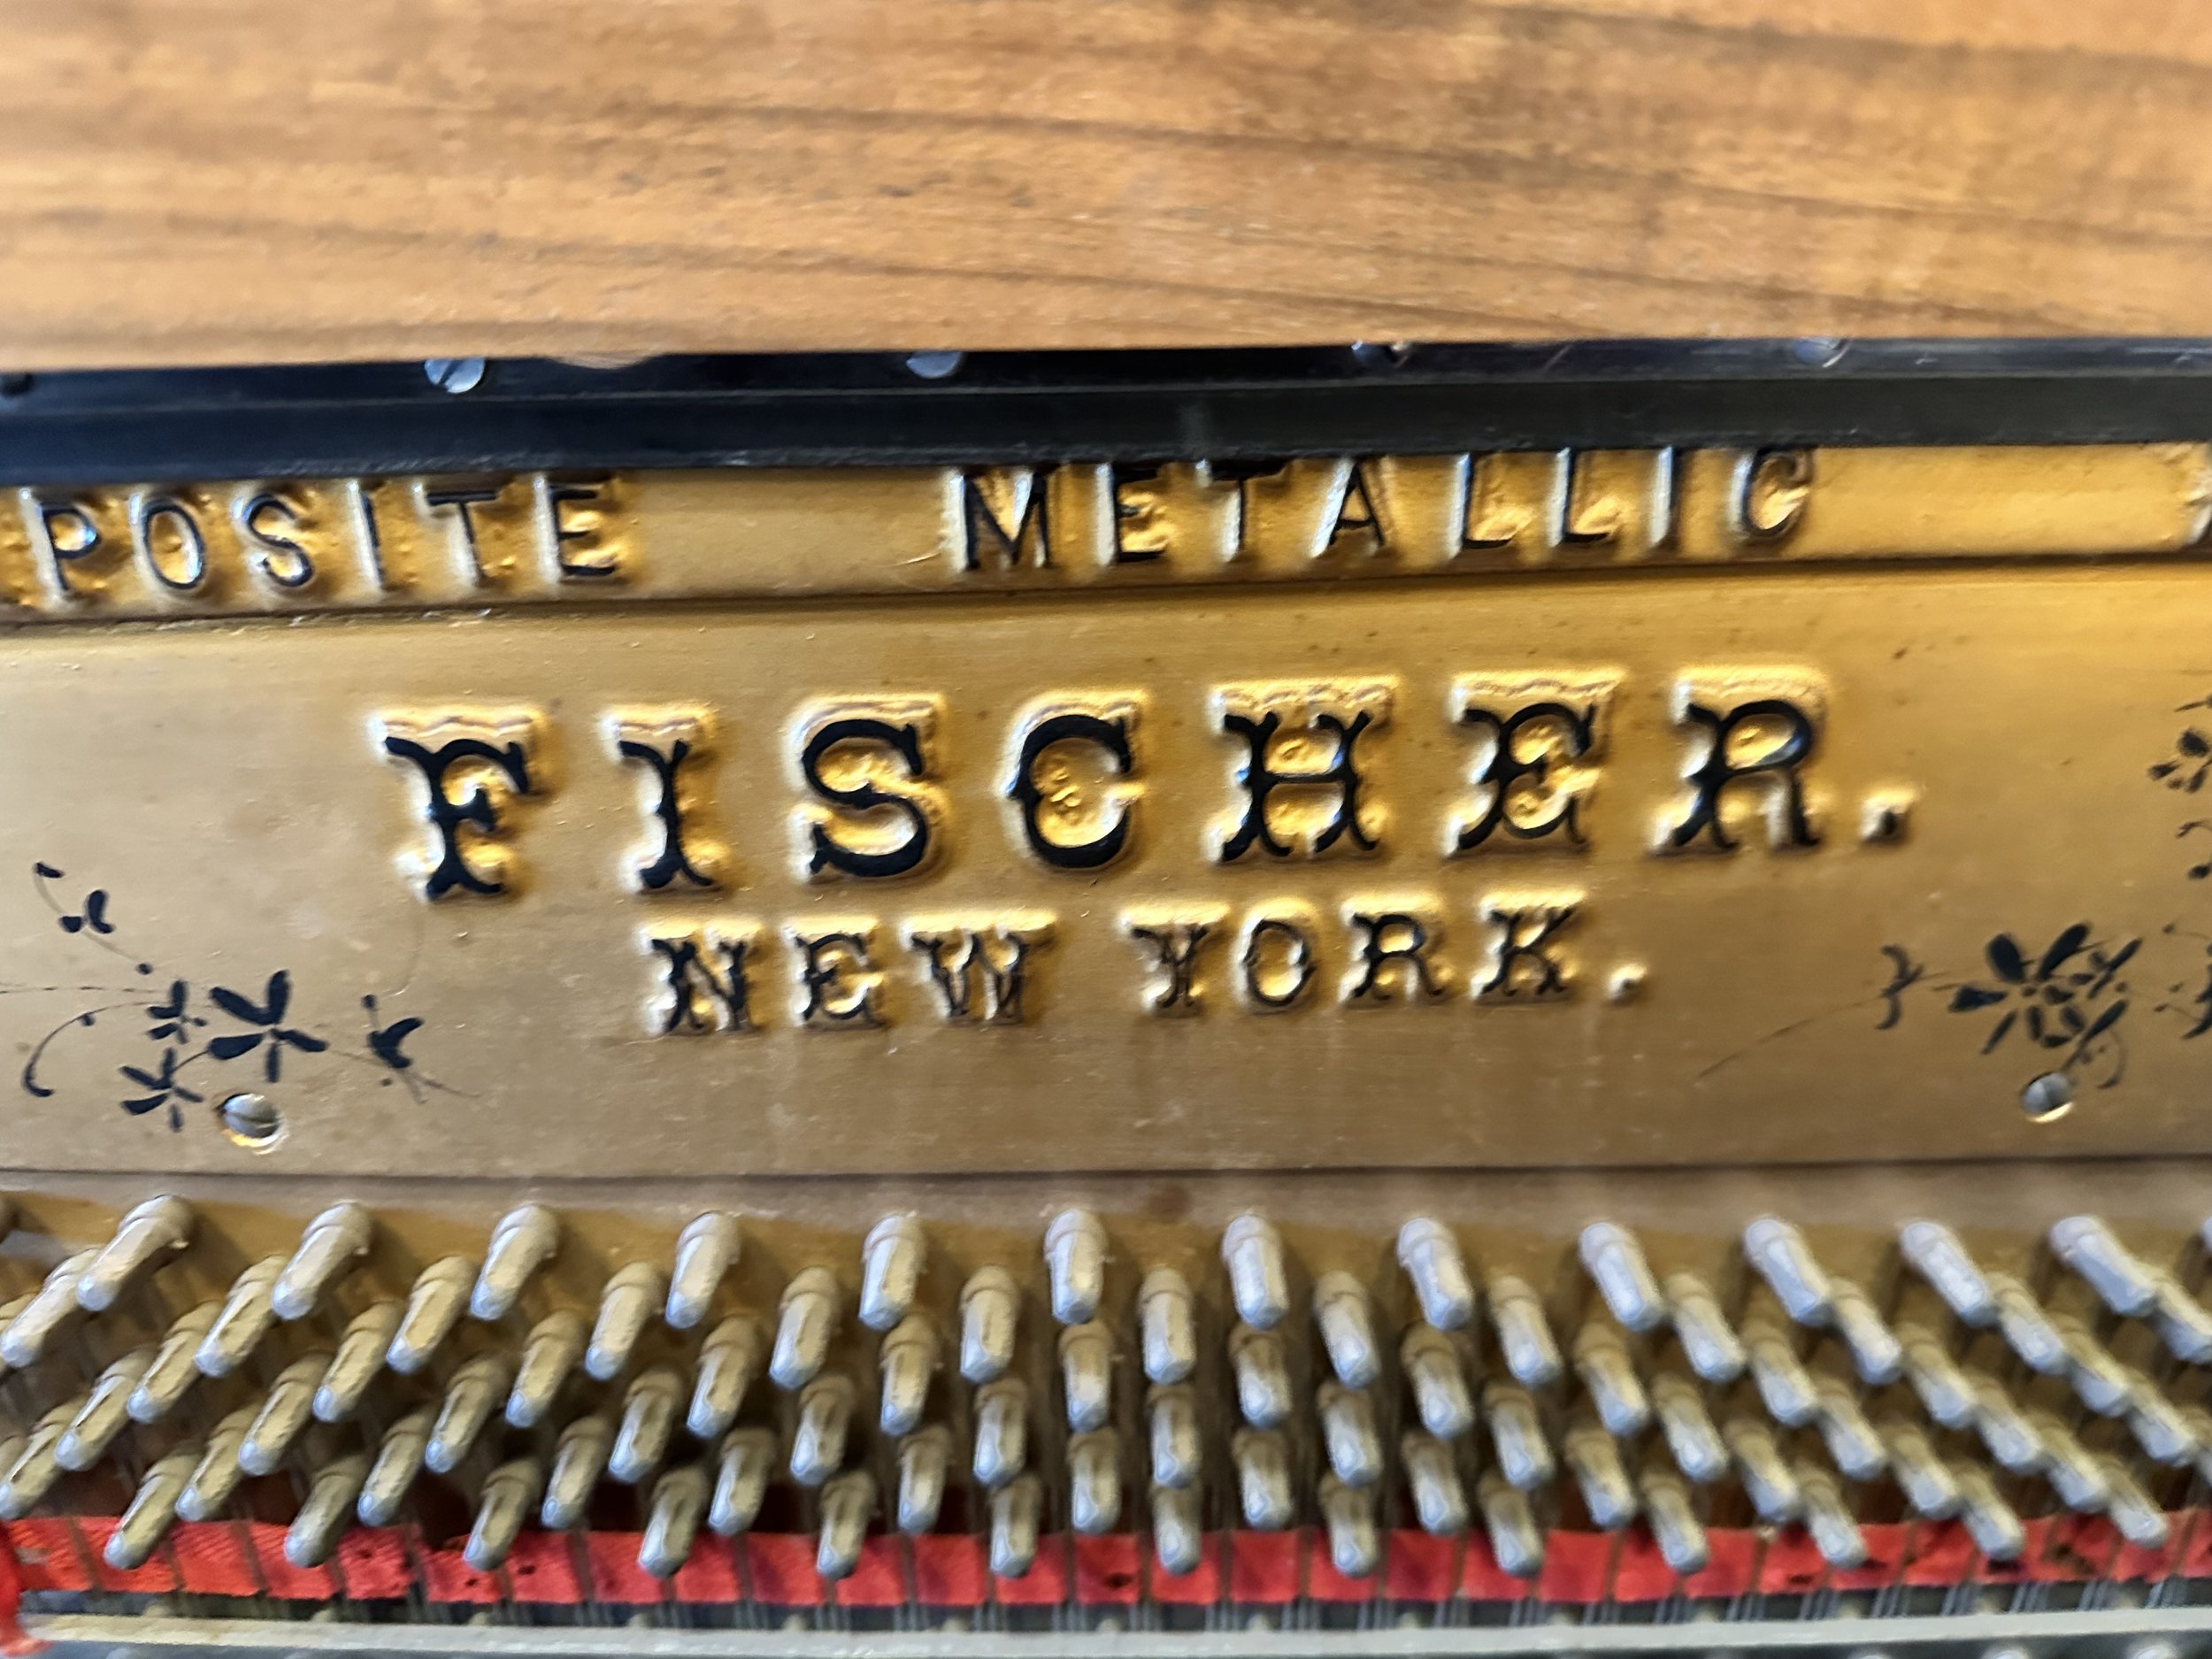 POSITE METALLIC
FISCHER.
NEW YORK.